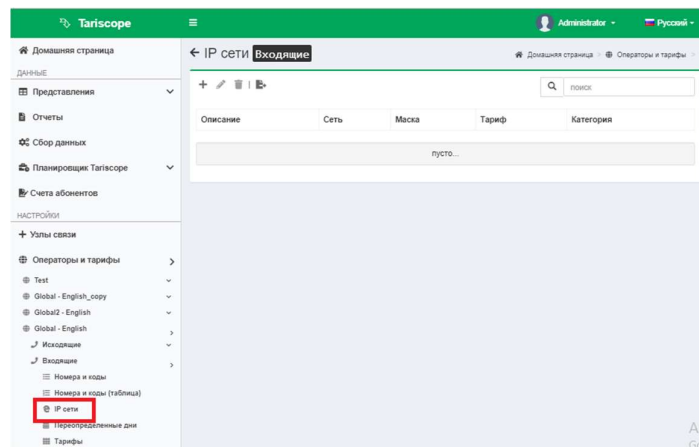 Tariscope
Administrator
Русский
Домашняя страница
ДАННЫЕ
Представления
Отчеты
Сбор данных
Планировщик Tariscope
Счета абонентов
НАСТРОЙКИ
Узлы связи
Операторы и тарифы
Test
Global - English_copy
Global2 - English
Global - English
Исходящие
Входящие
Номера и коды
Номера и коды (таблица)
IP сети
Переопределенные дни
Тарифы
IP сети Входящие
Домашняя страница > Операторы и тарифы >
поиск
Описание Сеть Маска Тариф Категория
пусто...